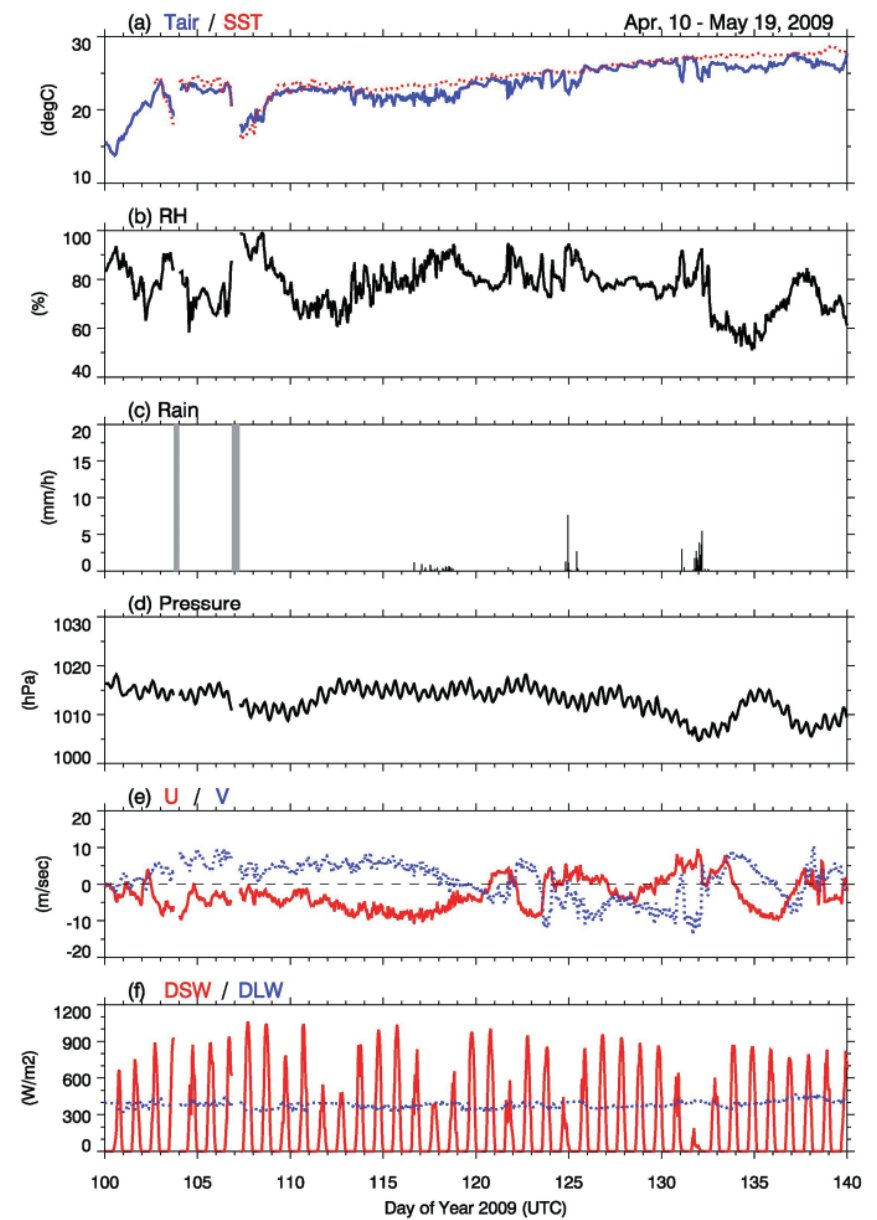 (a) Tair / SST Apr. 10 - May 19, 2009
30
20
10
(degC)
(b) RH
100
80
60
40
(%)
(c) Rain
20
15
10
5
0
(mm/h)
(d) Pressure
1030
1020
1010
1000
(hPa)
(e) U / V
20
10
0
-10
-20
(m/sec)
(f) DSW / DLW
1200
900
600
300
0
(W/m2)
100 105 110 115 120 125 130 135 140
Day of Year 2009 (UTC)